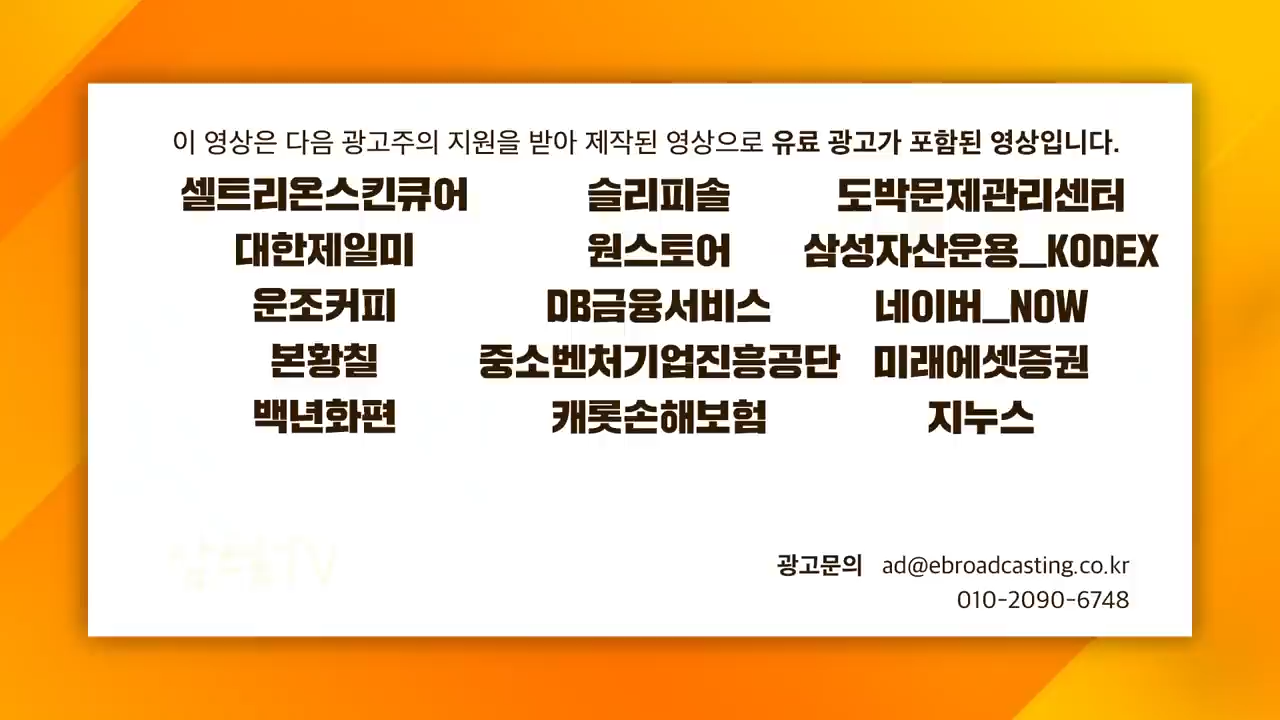 이 영상은 다음 광고주의 지원을 받아 제작된 영상으로 유료 광고가 포함된 영상입니다.
셀트리온스킨큐어 슬리피솔 도박문제관리센터
대한제일미 원스토어 삼성자산운용_KODEX
운조커피 DB금융서비스 네이버_NOW
본황칠 중소벤처기업진흥공단 미래에셋증권
백년화편 캐롯손해보험 지누스
광고문의 ad@ebroadcasting.co.kr
010-2090-6748